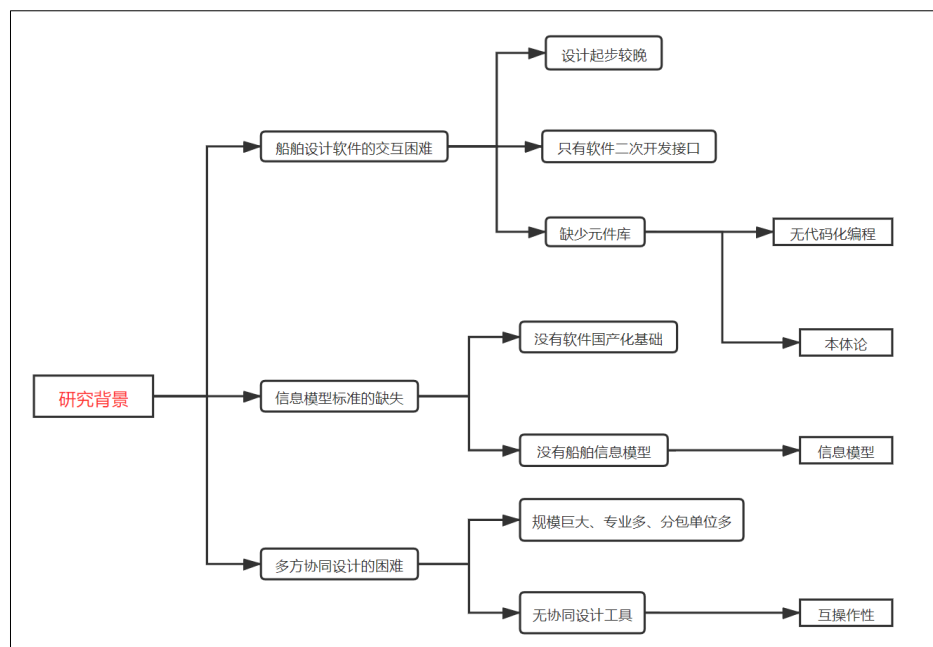 研究背景
船舶设计软件的交互困难
设计起步较晚
只有软件二次开发接口
缺少元件库
无代码化编程
本体论
信息模型标准的缺失
没有软件国产化基础
没有船舶信息模型
信息模型
多方协同设计的困难
规模巨大、专业多、分包单位多
无协同设计工具
互操作性